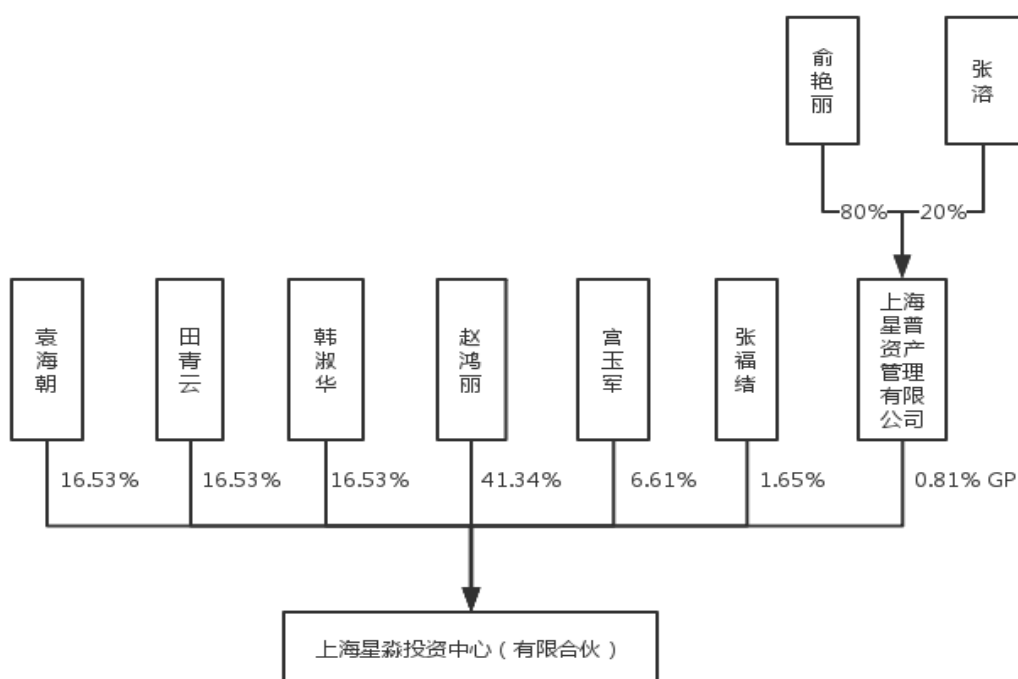 俞艳丽
张溶
80%
20%
袁海朝
田青云
韩淑华
赵鸿丽
宫玉军
张福绪
上海
星普
资产
管理
有限
公司
16.53%
16.53%
16.53%
41.34%
6.61%
1.65%
0.81% GP
上海星淼投资中心（有限合伙）